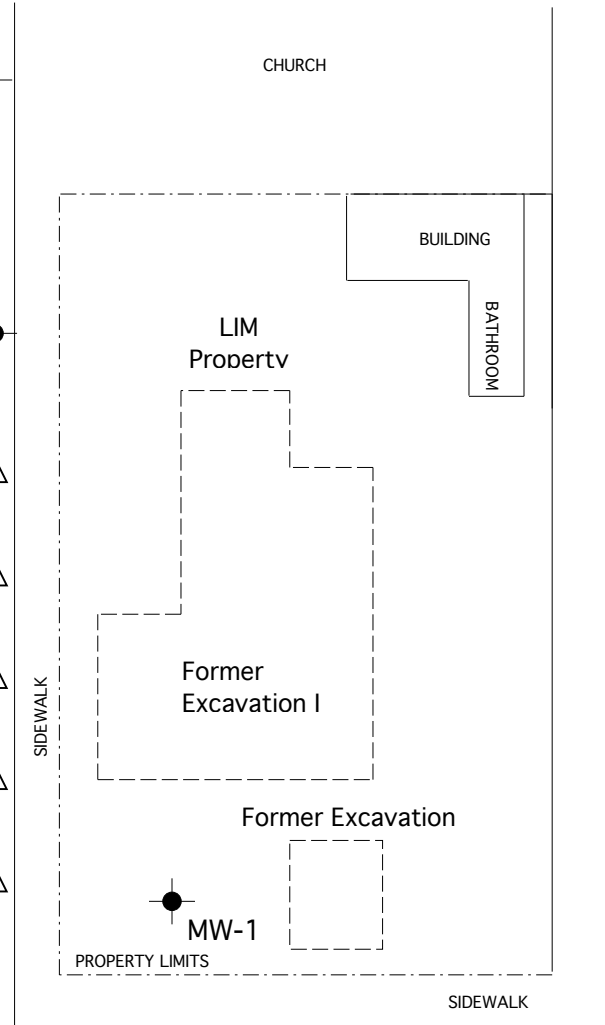 CHURCH
BUILDING
BATHROOM
LIM
Property
Former
Excavation I
SIDEWALK
Former Excavation
MW-1
PROPERTY LIMITS
SIDEWALK